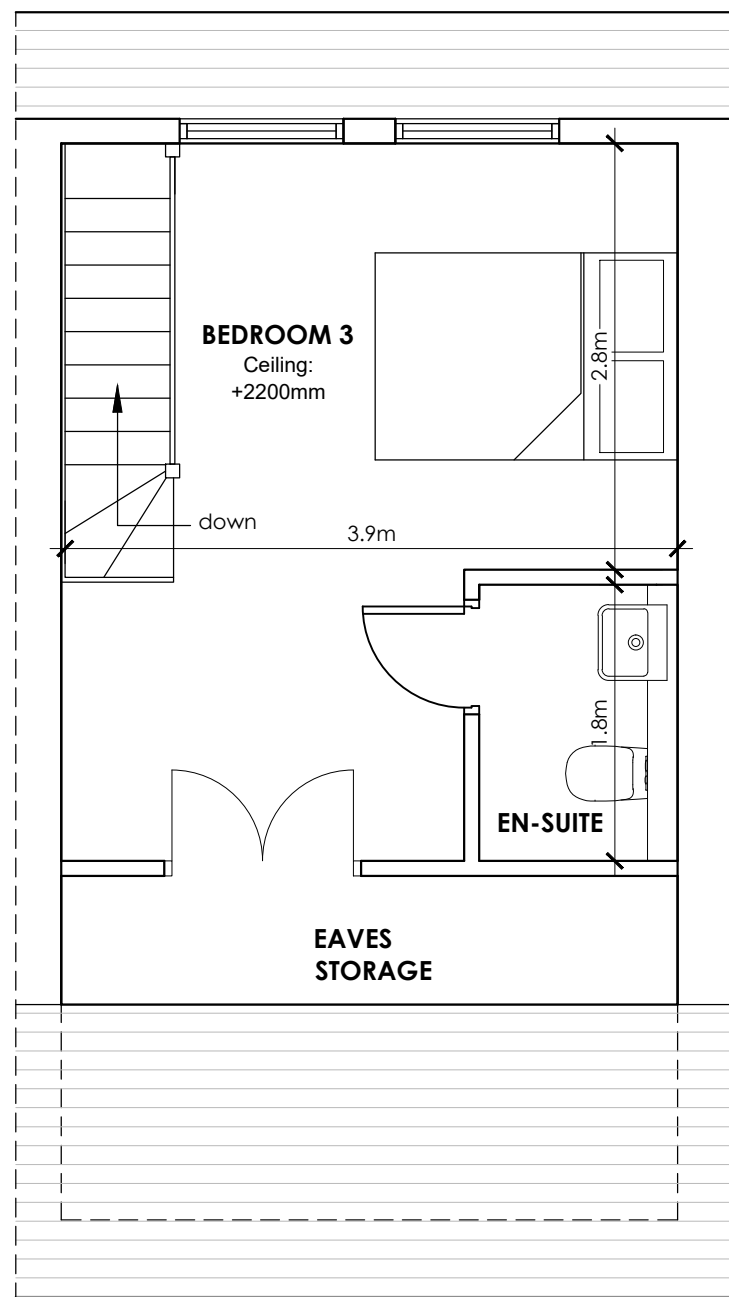 BEDROOM 3
Ceiling:
+2200mm
2.8m
down
3.9m
1.8m
EN-SUITE
EAVES
STORAGE